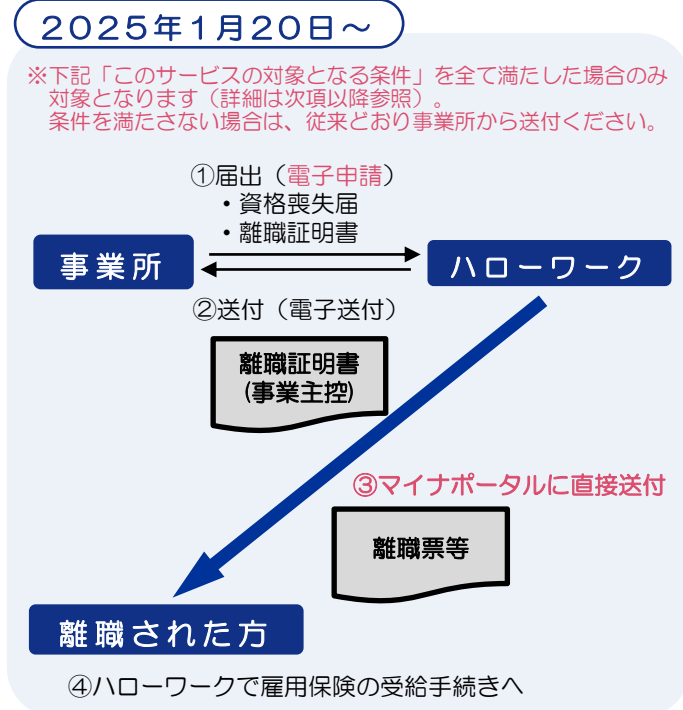 2025年1月20日～
※下記「このサービスの対象となる条件」を全て満たした場合のみ
対象となります（詳細は次項以降参照）。
条件を満たさない場合は、従来どおり事業所から送付ください。
①届出（電子申請）
・資格喪失届
・離職証明書
事業所
ハローワーク
②送付（電子送付）
離職証明書
(事業主控)
③マイナポータルに直接送付
離職票等
離職された方
④ハローワークで雇用保険の受給手続きへ